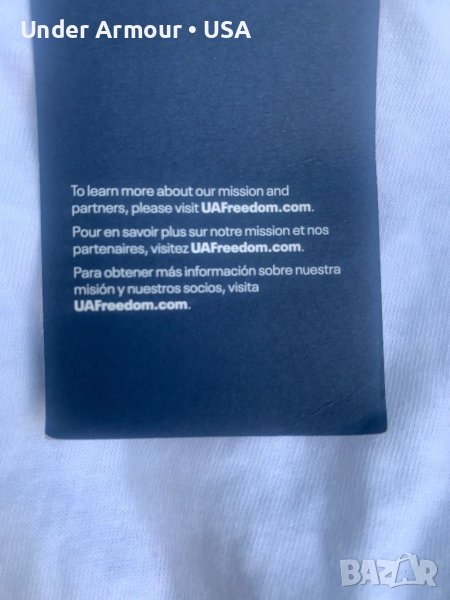 Under Armour • USA
To learn more about our mission and
partners, please visit UAFreedom.com.
Pour en savoir plus sur notre mission et nos
partenaires, visitez UAFreedom.com.
Para obtener más información sobre nuestra
misión y nuestros socios, visita
UAFreedom.com.
BAZAR